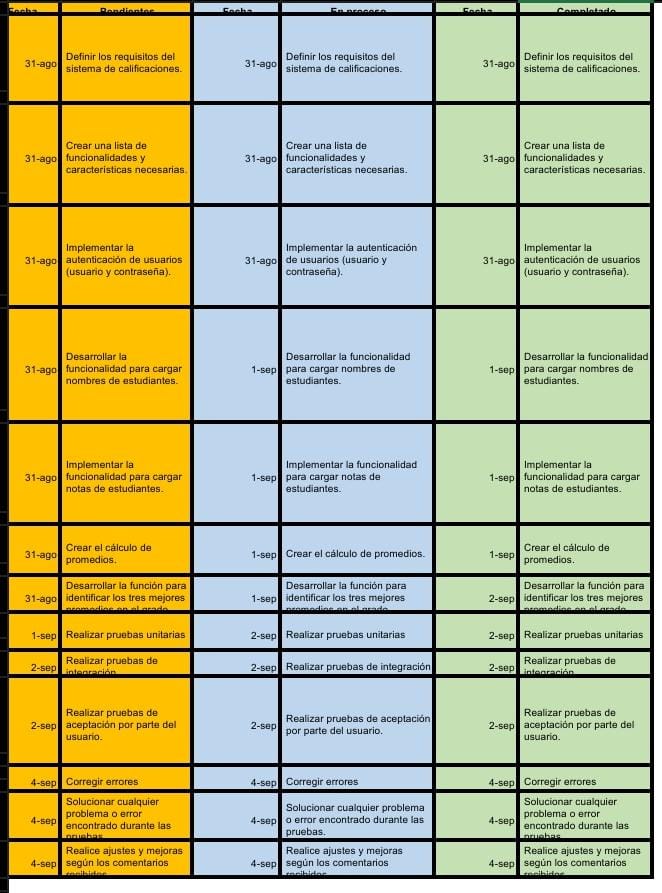 Fecha Pendientes Fecha En proceso Fecha Completado
31-ago Definir los requisitos del sistema de calificaciones. 31-ago Definir los requisitos del sistema de calificaciones. 31-ago Definir los requisitos del sistema de calificaciones.
31-ago Crear una lista de funcionalidades y características necesarias. 31-ago Crear una lista de funcionalidades y características necesarias. 31-ago Crear una lista de funcionalidades y características necesarias.
31-ago Implementar la autenticación de usuarios (usuario y contraseña). 31-ago Implementar la autenticación de usuarios (usuario y contraseña). 31-ago Implementar la autenticación de usuarios (usuario y contraseña).
31-ago Desarrollar la funcionalidad para cargar nombres de estudiantes. 1-sep Desarrollar la funcionalidad para cargar nombres de estudiantes. 1-sep Desarrollar la funcionalidad para cargar nombres de estudiantes.
31-ago Implementar la funcionalidad para cargar notas de estudiantes. 1-sep Implementar la funcionalidad para cargar notas de estudiantes. 1-sep Implementar la funcionalidad para cargar notas de estudiantes.
31-ago Crear el cálculo de promedios. 1-sep Crear el cálculo de promedios. 1-sep Crear el cálculo de promedios.
31-ago Desarrollar la función para identificar los tres mejores promedios en el grado 1-sep Desarrollar la función para identificar los tres mejores promedios en el grado 2-sep Desarrollar la función para identificar los tres mejores promedios en el grado
1-sep Realizar pruebas unitarias 2-sep Realizar pruebas unitarias 2-sep Realizar pruebas unitarias
2-sep Realizar pruebas de integración 2-sep Realizar pruebas de integración 2-sep Realizar pruebas de integración
2-sep Realizar pruebas de aceptación por parte del usuario. 2-sep Realizar pruebas de aceptación por parte del usuario. 2-sep Realizar pruebas de aceptación por parte del usuario.
4-sep Corregir errores 4-sep Corregir errores 4-sep Corregir errores
4-sep Solucionar cualquier problema o error encontrado durante las pruebas. 4-sep Solucionar cualquier problema o error encontrado durante las pruebas. 4-sep Solucionar cualquier problema o error encontrado durante las pruebas.
4-sep Realice ajustes y mejoras según los comentarios recibidos. 4-sep Realice ajustes y mejoras según los comentarios recibidos. 4-sep Realice ajustes y mejoras según los comentarios recibidos.